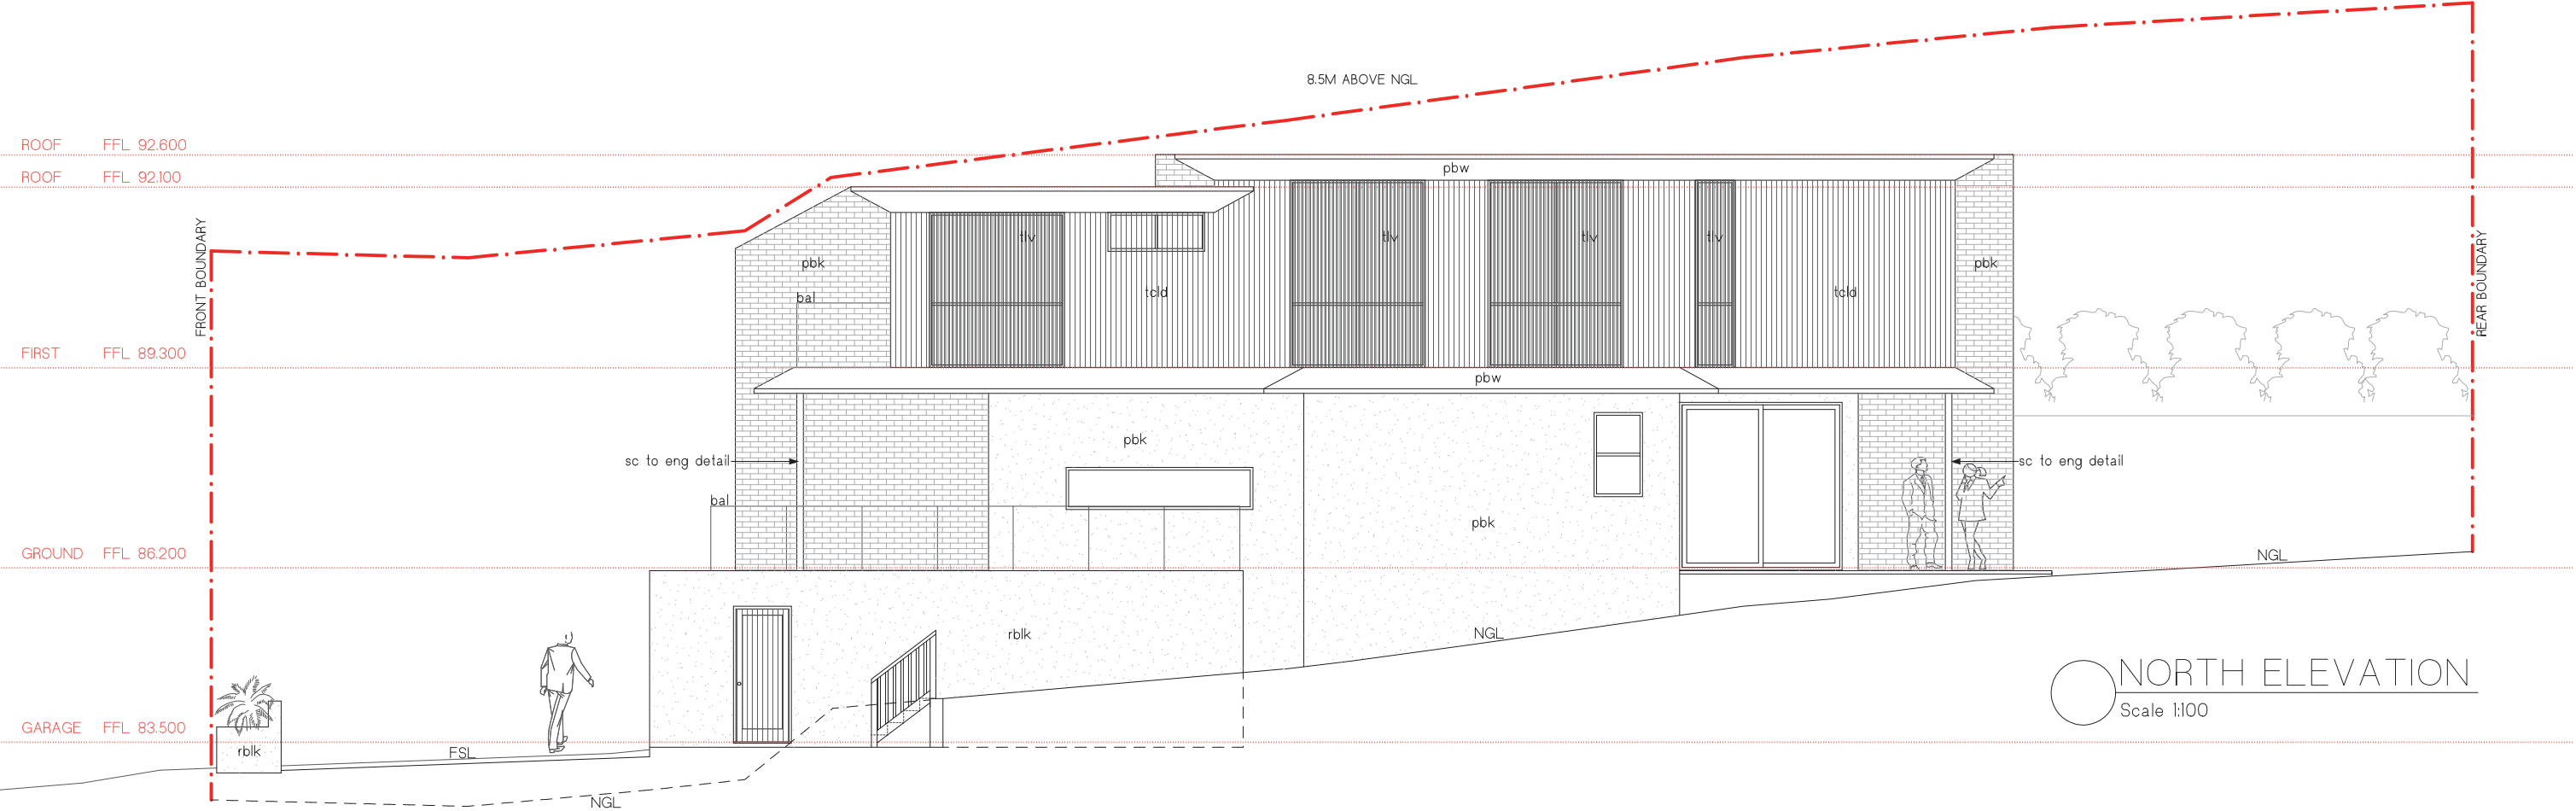 8.5M ABOVE NGL
ROOF FFL 92.600
pbw
ROOF FFL 92.100
FRONT BOUNDARY
tlv
tlv
tlv
tlv
REAR BOUNDARY
pbk
pbk
bal
tcld
tcld
FIRST FFL 89.300
pbw
pbk
sc to eng detail
sc to eng detail
bal
pbk
GROUND FFL 86.200
NGL
rblk
NGL
NORTH ELEVATION
Scale 1:100
GARAGE FFL 83.500
rblk
FSL
NGL